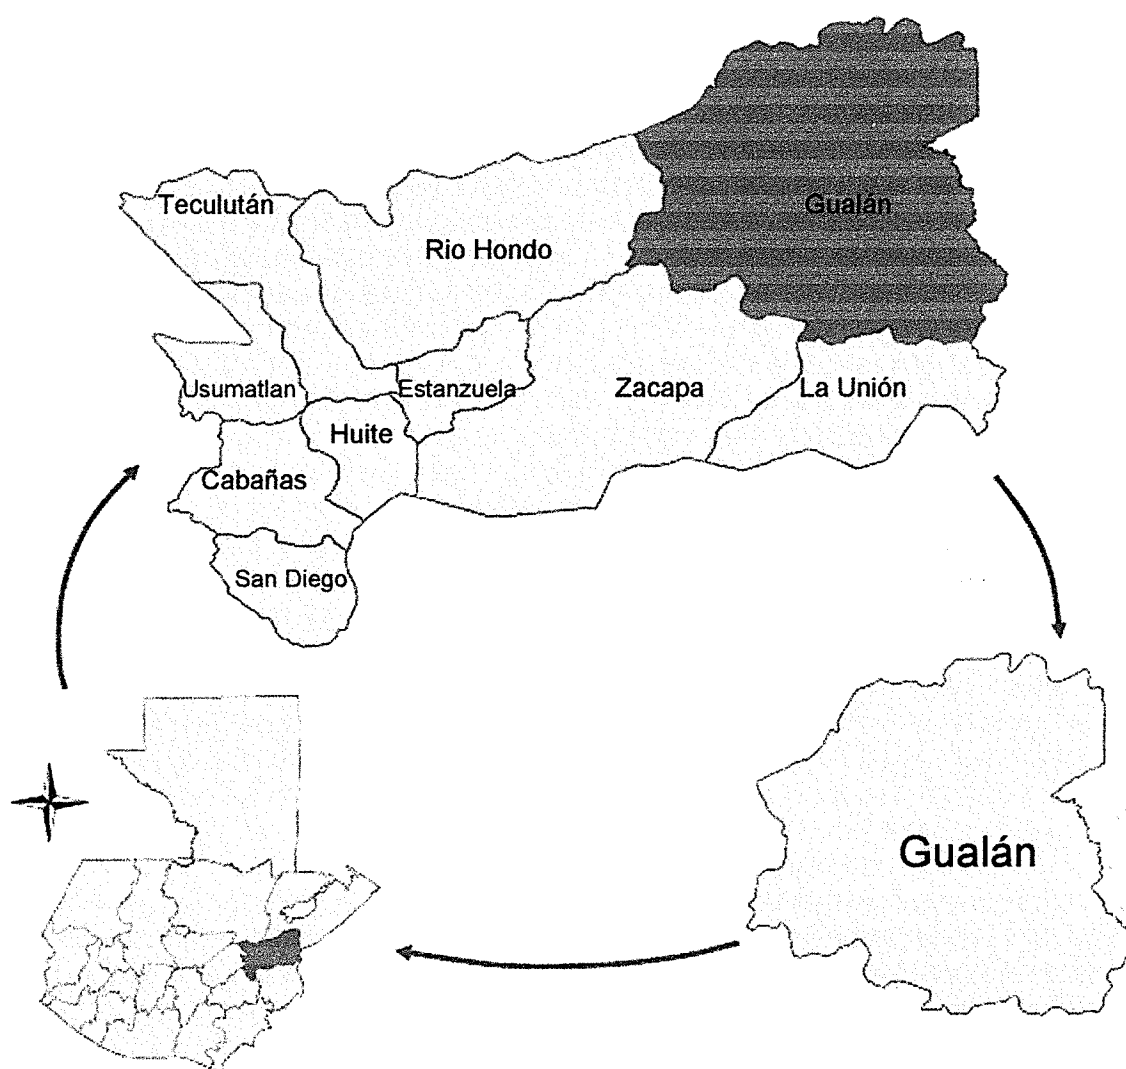 Teculután
Gualán
Rio Hondo
Usumatlan
Estanzuela
Zacapa
La Unión
Huite
Cabañas
San Diego
Gualán